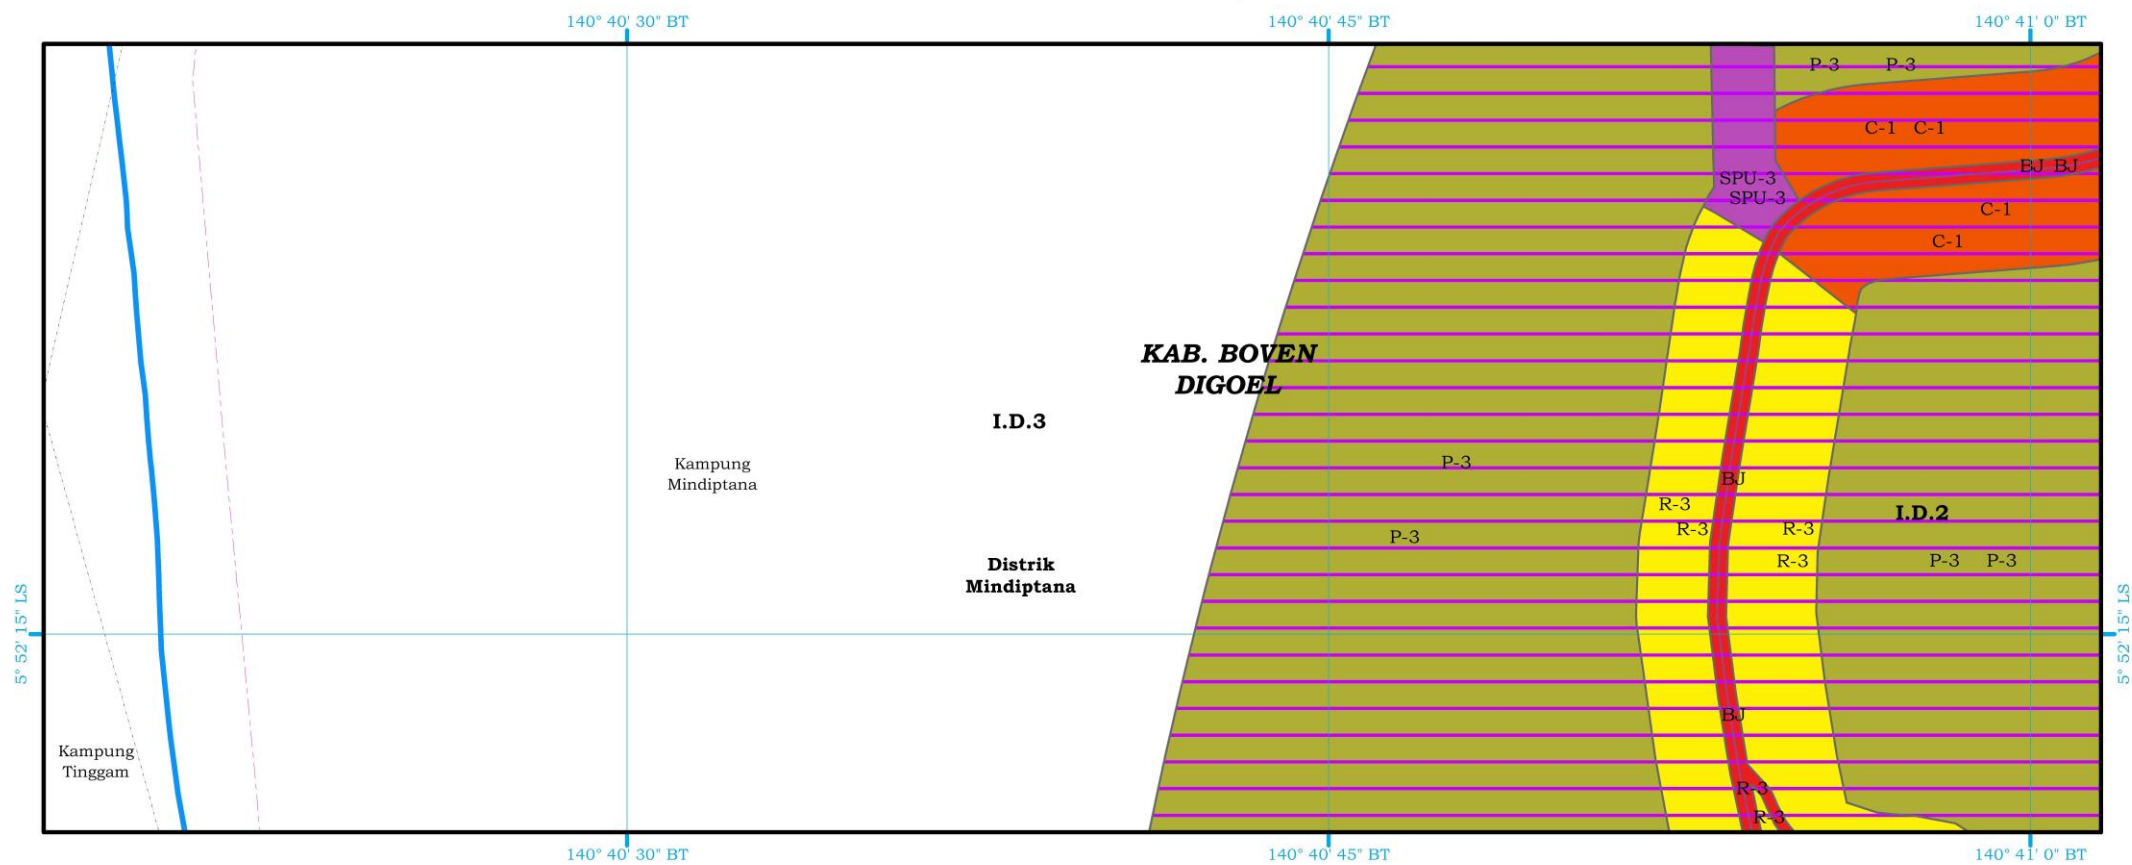 140° 40' 30" BT
140° 40' 45" BT
140° 41' 0" BT
P-3 P-3
C-1 C-1
BJ BJ
SPU-3
SPU-3
C-1
C-1
KAB. BOVEN
DIGOEL
I.D.3
Kampung
Mindiptana
P-3
BJ
R-3
I.D.2
R-3 R-3
P-3
R-3
P-3 P-3
Distrik
Mindiptana
5° 52' 15" LS
5° 52' 15" LS
BJ
Kampung
Tinggam
R-3
R-3
140° 40' 30" BT
140° 40' 45" BT
140° 41' 0" BT